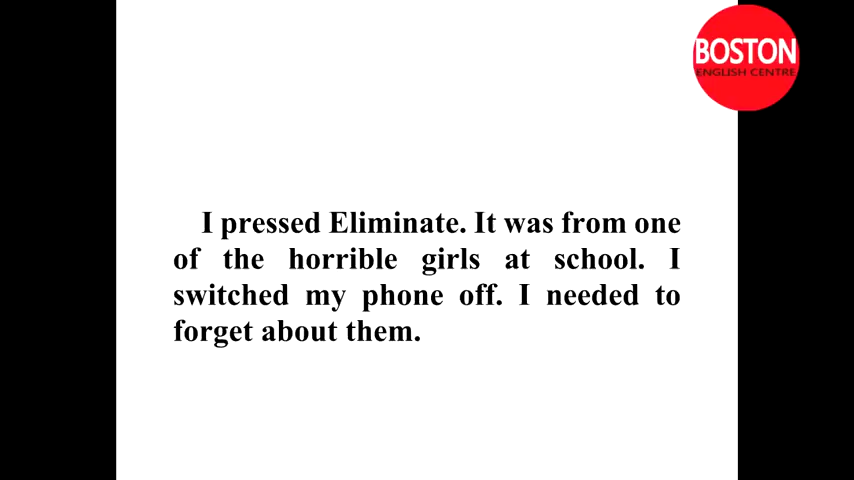 BOSTON
ENGLISH CENTRE
I pressed Eliminate. It was from one
of the horrible girls at school. I
switched my phone off. I needed to
forget about them.